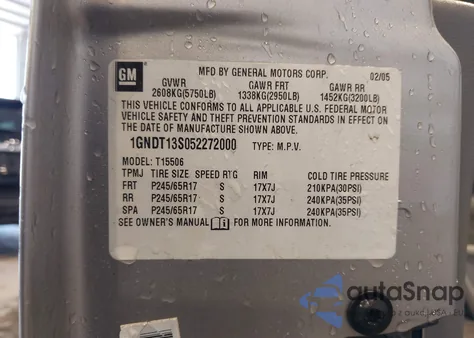 GM
MFD BY GENERAL MOTORS CORP. 02/05
GVWR GAWR FRT GAWR RR
2608KG(5750LB) 1338KG(2950LB) 1452KG(3200LB)
THIS VEHICLE CONFORMS TO ALL APPLICABLE U.S. FEDERAL MOTOR
VEHICLE SAFETY AND THEFT PREVENTION STANDARDS IN EFFECT ON
THE DATE OF MANUFACTURE SHOWN ABOVE.
1GNDT13S052272000 TYPE: M.P.V.
MODEL: T15506
TPMJ TIRE SIZE SPEED RTG RIM COLD TIRE PRESSURE
FRT P245/65R17 S 17X7J 210KPA(30PSI)
RR P245/65R17 S 17X7J 240KPA(35PSI)
SPA P245/65R17 S 17X7J 240KPA(35PSI)
SEE OWNER'S MANUAL i FOR MORE INFORMATION.
autoSnap